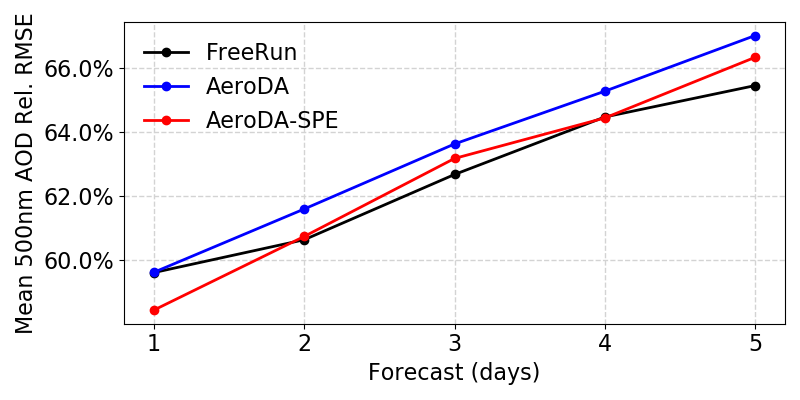 Mean 500nm AOD Rel. RMSE
66.0%
64.0%
62.0%
60.0%
FreeRun
AeroDA
AeroDA-SPE
1 2 3 4 5
Forecast (days)